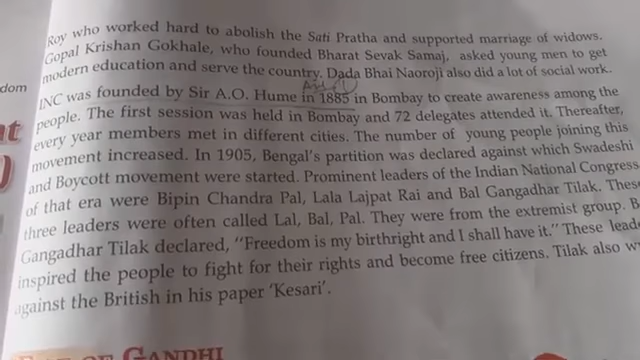 Roy who worked hard to abolish the Sati Pratha and supported marriage of widows.
Gopal Krishan Gokhale, who founded Bharat Sevak Samaj, asked young men to get
modern education and serve the country. Dada Bhai Naoroji also did a lot of social work.
INC was founded by Sir A.O. Hume in 1885 in Bombay to create awareness among the
people. The first session was held in Bombay and 72 delegates attended it. Thereafter,
every year members met in different cities. The number of young people joining this
movement increased. In 1905, Bengal's partition was declared against which Swadeshi
and Boycott movement were started. Prominent leaders of the Indian National Congress
of that era were Bipin Chandra Pal, Lala Lajpat Rai and Bal Gangadhar Tilak. These
three leaders were often called Lal, Bal, Pal. They were from the extremist group. B
Gangadhar Tilak declared, "Freedom is my birthright and I shall have it." These lead
inspired the people to fight for their rights and become free citizens. Tilak also w
against the British in his paper 'Kesari'.
OF GANDHI
dom